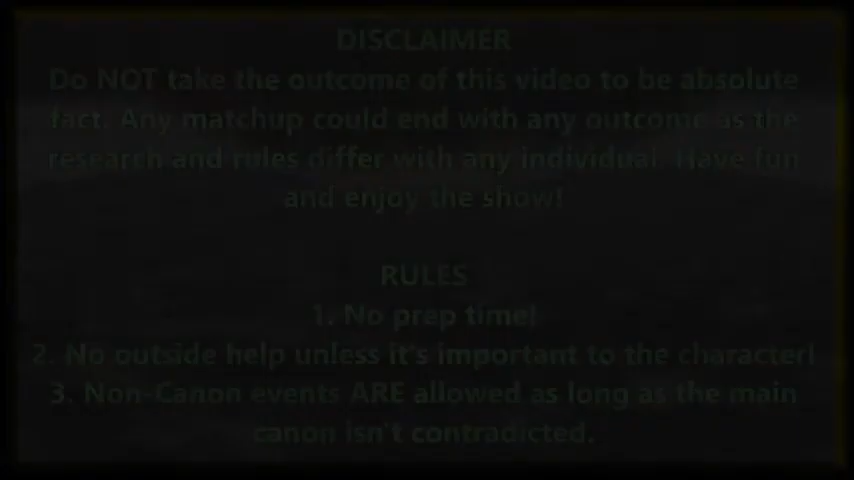 DISCLAIMER
Do NOT take the outcome of this video to be absolute
fact. Any matchup could end with any outcome as the
research and rules differ with any individual. Have fun
and enjoy the show!
RULES
1. No prep time!
2. No outside help unless it's important to the character!
3. Non-Canon events ARE allowed as long as the main
canon isn't contradicted.